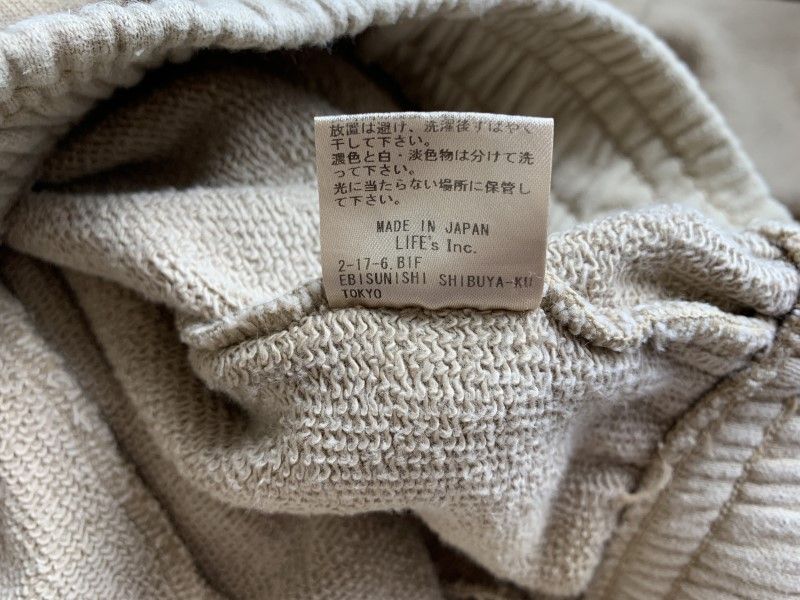 放置は避け、洗濯後すばやく
干して下さい。
濃色と白・淡色物は分けて洗
って下さい。
光に当たらない場所に保管し
て下さい。
MADE IN JAPAN
LIFE's Inc.
2-17-6,B1F
EBISUNISHI SHIBUYA-KU
TOKYO